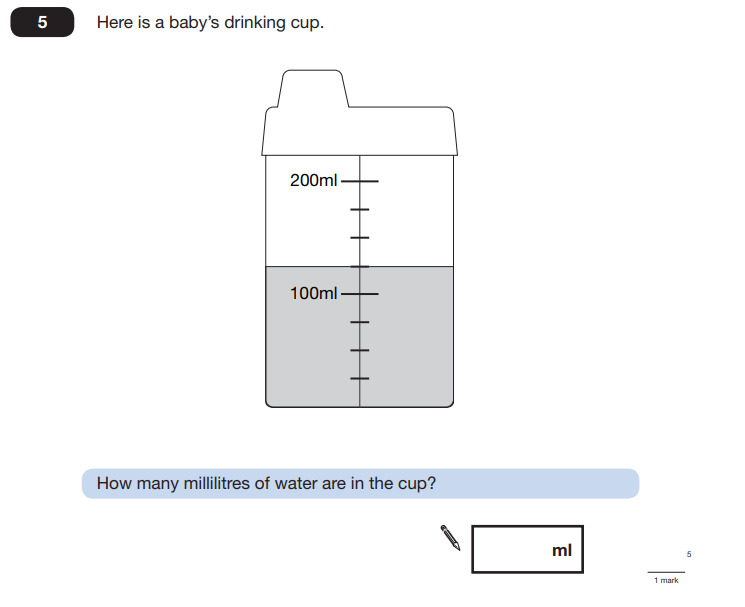 5
Here is a baby’s drinking cup.
200ml
100ml
How many millilitres of water are in the cup?
ml
5
1 mark